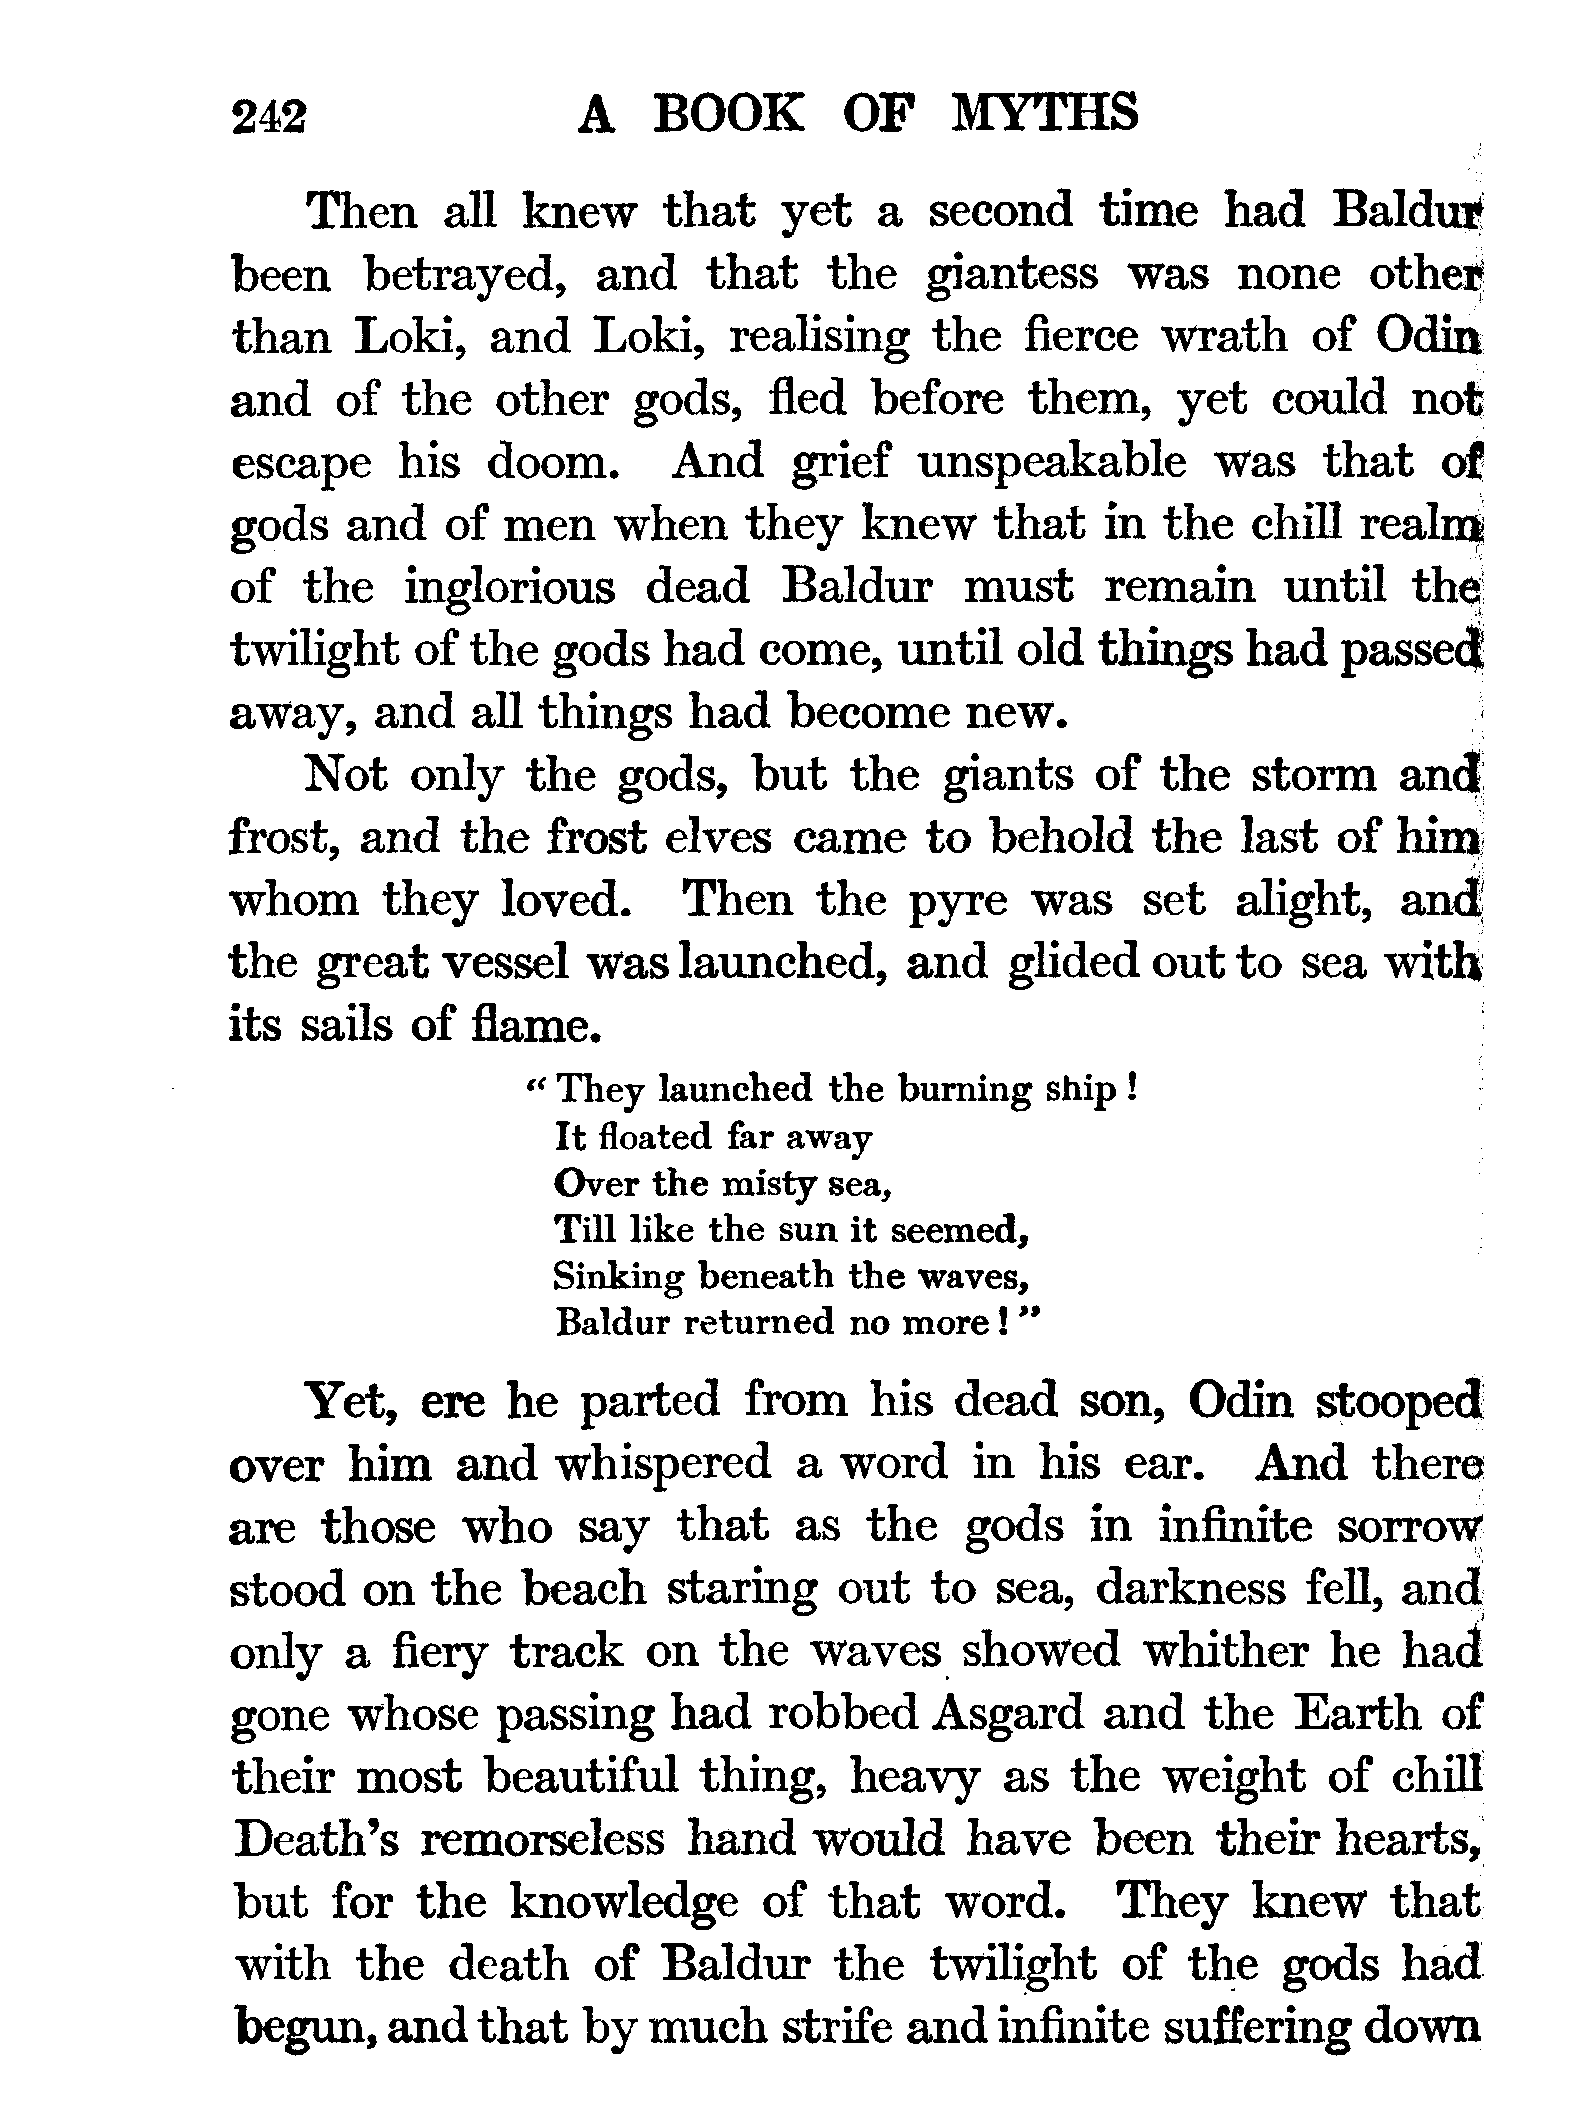 242 A BOOK OF MYTHS
Then all knew that yet a second time had Baldur
been betrayed, and that the giantess was none other
than Loki, and Loki, realising the fierce wrath of Odin
and of the other gods, fled before them, yet could not
escape his doom. And grief unspeakable was that of
gods and of men when they knew that in the chill realm
of the inglorious dead Baldur must remain until the
twilight of the gods had come, until old things had passed
away, and all things had become new.
Not only the gods, but the giants of the storm and
frost, and the frost elves came to behold the last of him
whom they loved. Then the pyre was set alight, and
the great vessel was launched, and glided out to sea with
its sails of flame.
“ They launched the burning ship !
It floated far away
Over the misty sea,
Till like the sun it seemed,
Sinking beneath the waves,
Baldur returned no more ! ”
Yet, ere he parted from his dead son, Odin stooped
over him and whispered a word in his ear. And there
are those who say that as the gods in infinite sorrow
stood on the beach staring out to sea, darkness fell, and
only a fiery track on the waves showed whither he had
gone whose passing had robbed Asgard and the Earth of
their most beautiful thing, heavy as the weight of chill
Death’s remorseless hand would have been their hearts,
but for the knowledge of that word. They knew that
with the death of Baldur the twilight of the gods had
begun, and that by much strife and infinite suffering down